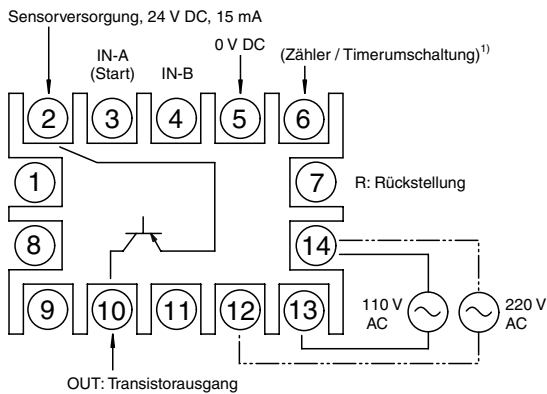 Sensorversorgung, 24 V DC, 15 mA
IN-A
(Start)
IN-B
0 V DC
(Zähler / Timerumschaltung)1)
2
3
4
5
6
1
7
R: Rückstellung
8
14
9
10
11
12
13
110 V
AC
220 V
AC
OUT: Transistorausgang